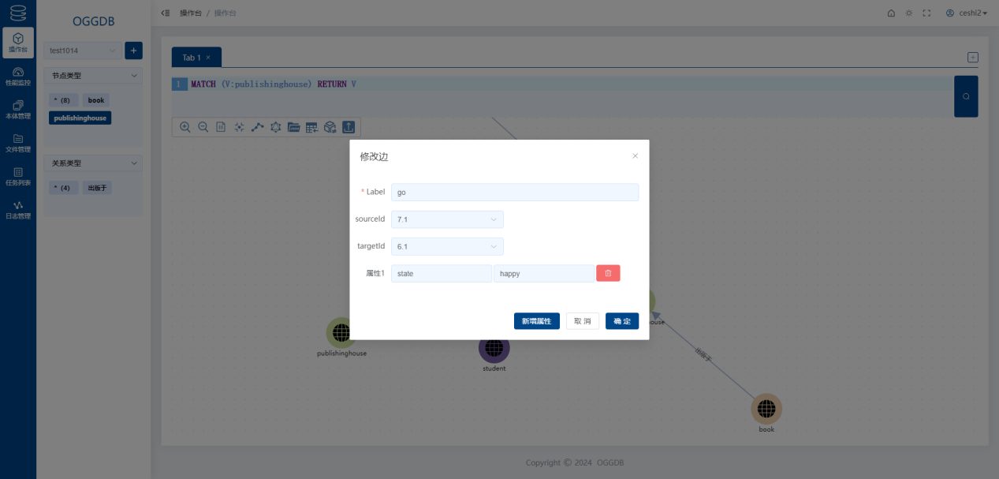 OGGDB
操作台 / 操作台
ceshi2
操作台
性能监控
本体管理
文件管理
任务列表
日志管理
test1014
+
节点类型
* (8)
book
publishinghouse
关系类型
* (4)
出版于
Tab 1 ×
1 MATCH (V:publishinghouse) RETURN V
修改边
* Label
go
sourceId
7.1
targetId
6.1
属性1
state
happy
新增属性
取消
确定
publishinghouse
student
ouse
出版于
book
Copyright © 2024 OGGDB